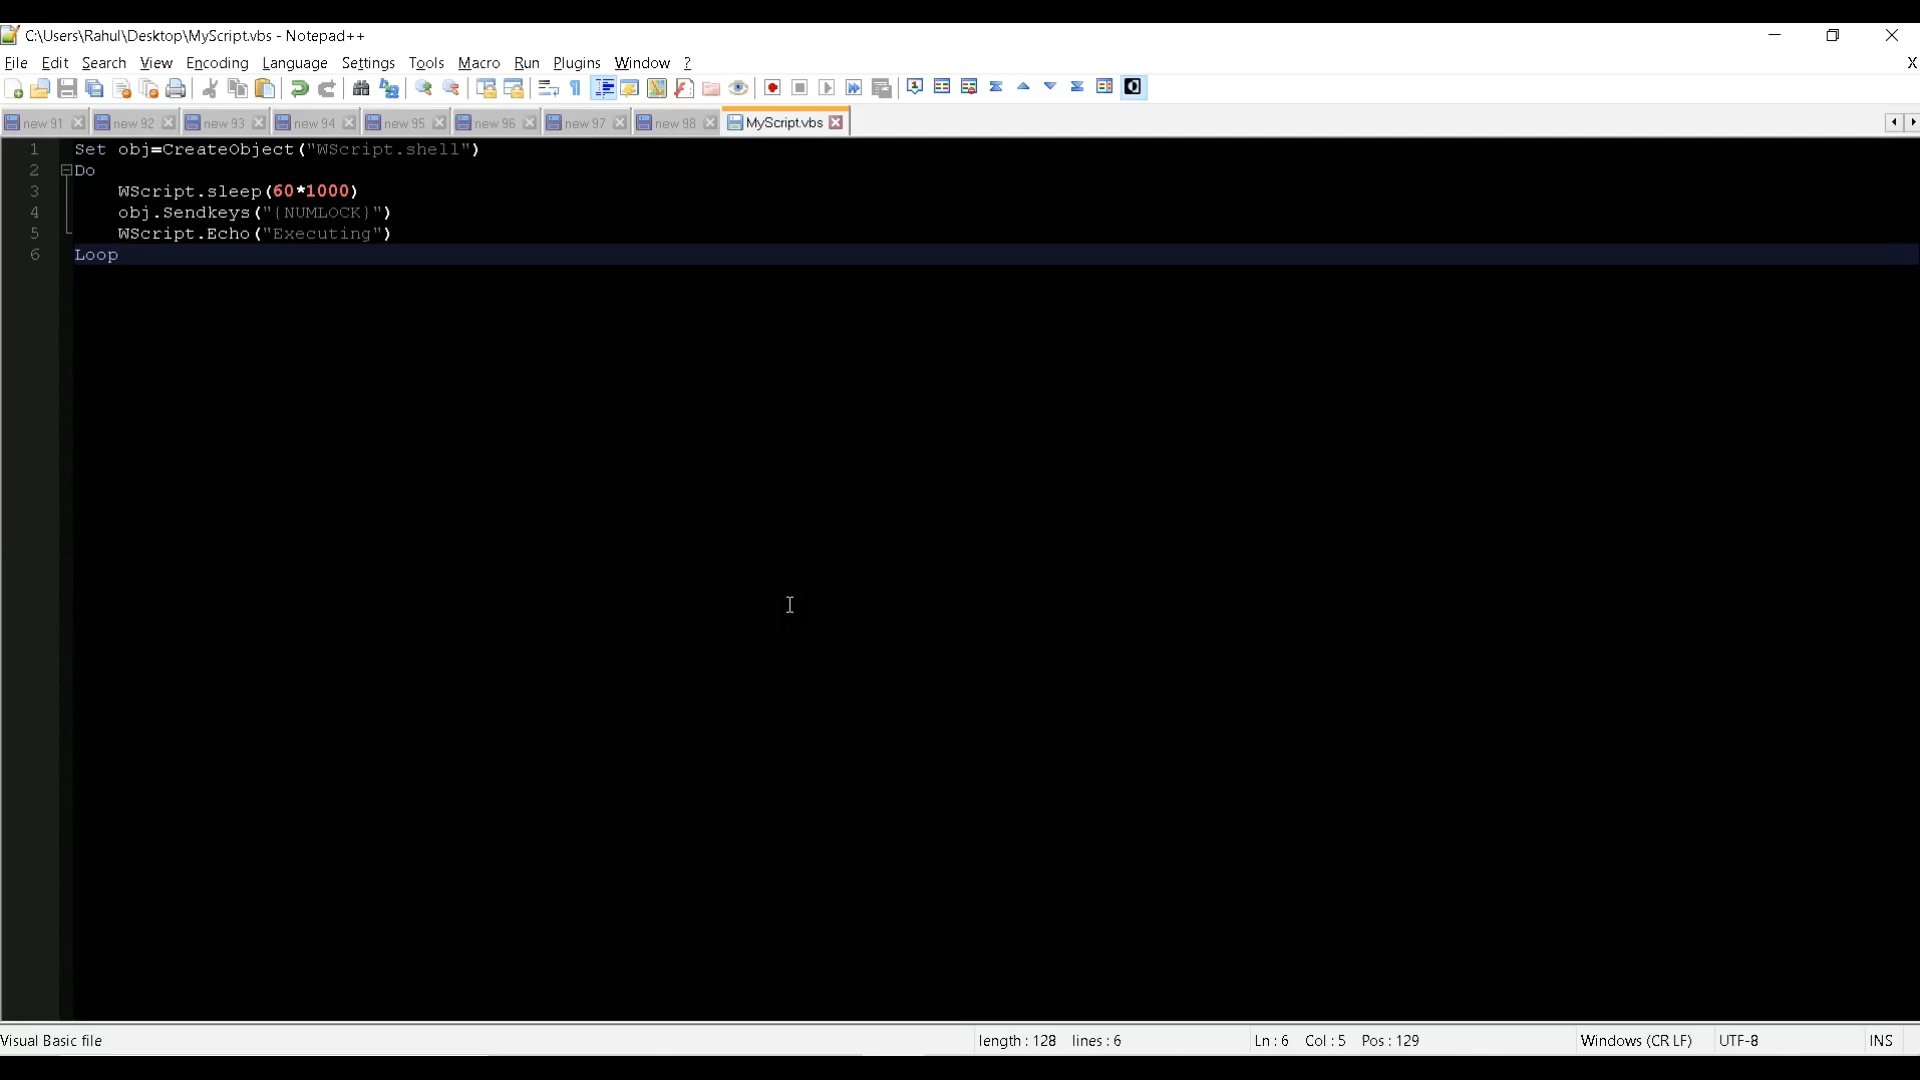 C:\Users\Rahul\Desktop\MyScript.vbs - Notepad++
File Edit Search View Encoding Language Settings Tools Macro Run Plugins Window ?
X
new 91 new 92 new 93 new 94 new 95 new 96 new 97 new 98 MyScript.vbs
1 Set obj=CreateObject("WScript.shell")
2 Do
3 WScript.sleep(60*1000)
4 obj.Sendkeys("{NUMLOCK}")
5 WScript.Echo("Executing")
6 Loop
Visual Basic file length : 128 lines : 6 Ln : 6 Col : 5 Pos : 129 Windows (CR LF) UTF-8 INS